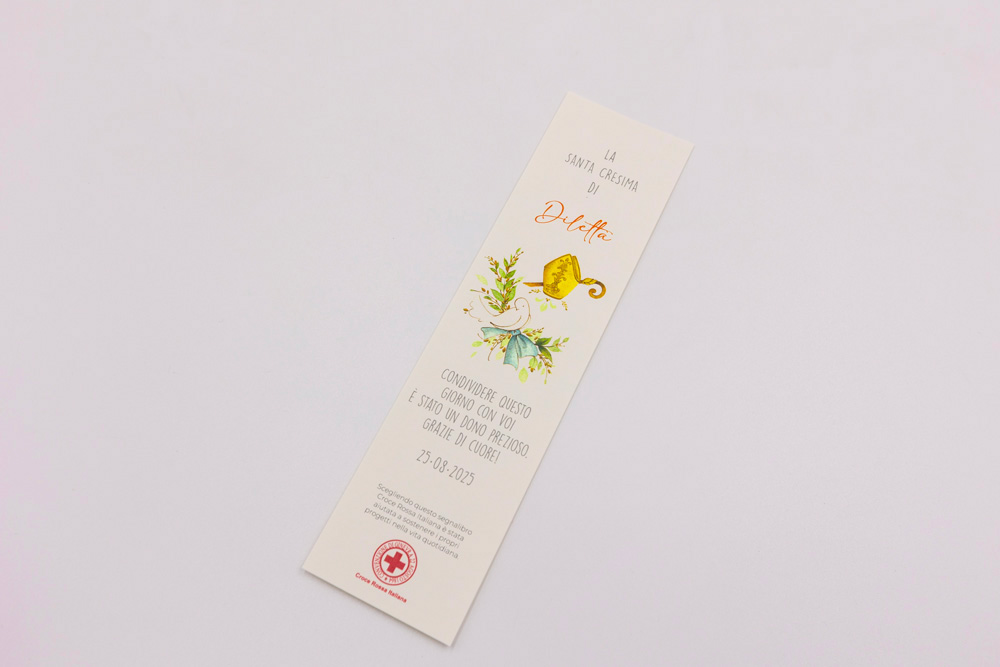 LA
SANTA CRESIMA
DI
Diletta
CONDIVIDERE QUESTO
GIORNO CON VOI
È STATO UN DONO PREZIOSO.
GRAZIE DI CUORE!
25·08·2025
Scegliendo questo segnalibro
Croce Rossa Italiana è stata
aiutata a sostenere i propri
progetti nella vita quotidiana
Croce Rossa Italiana